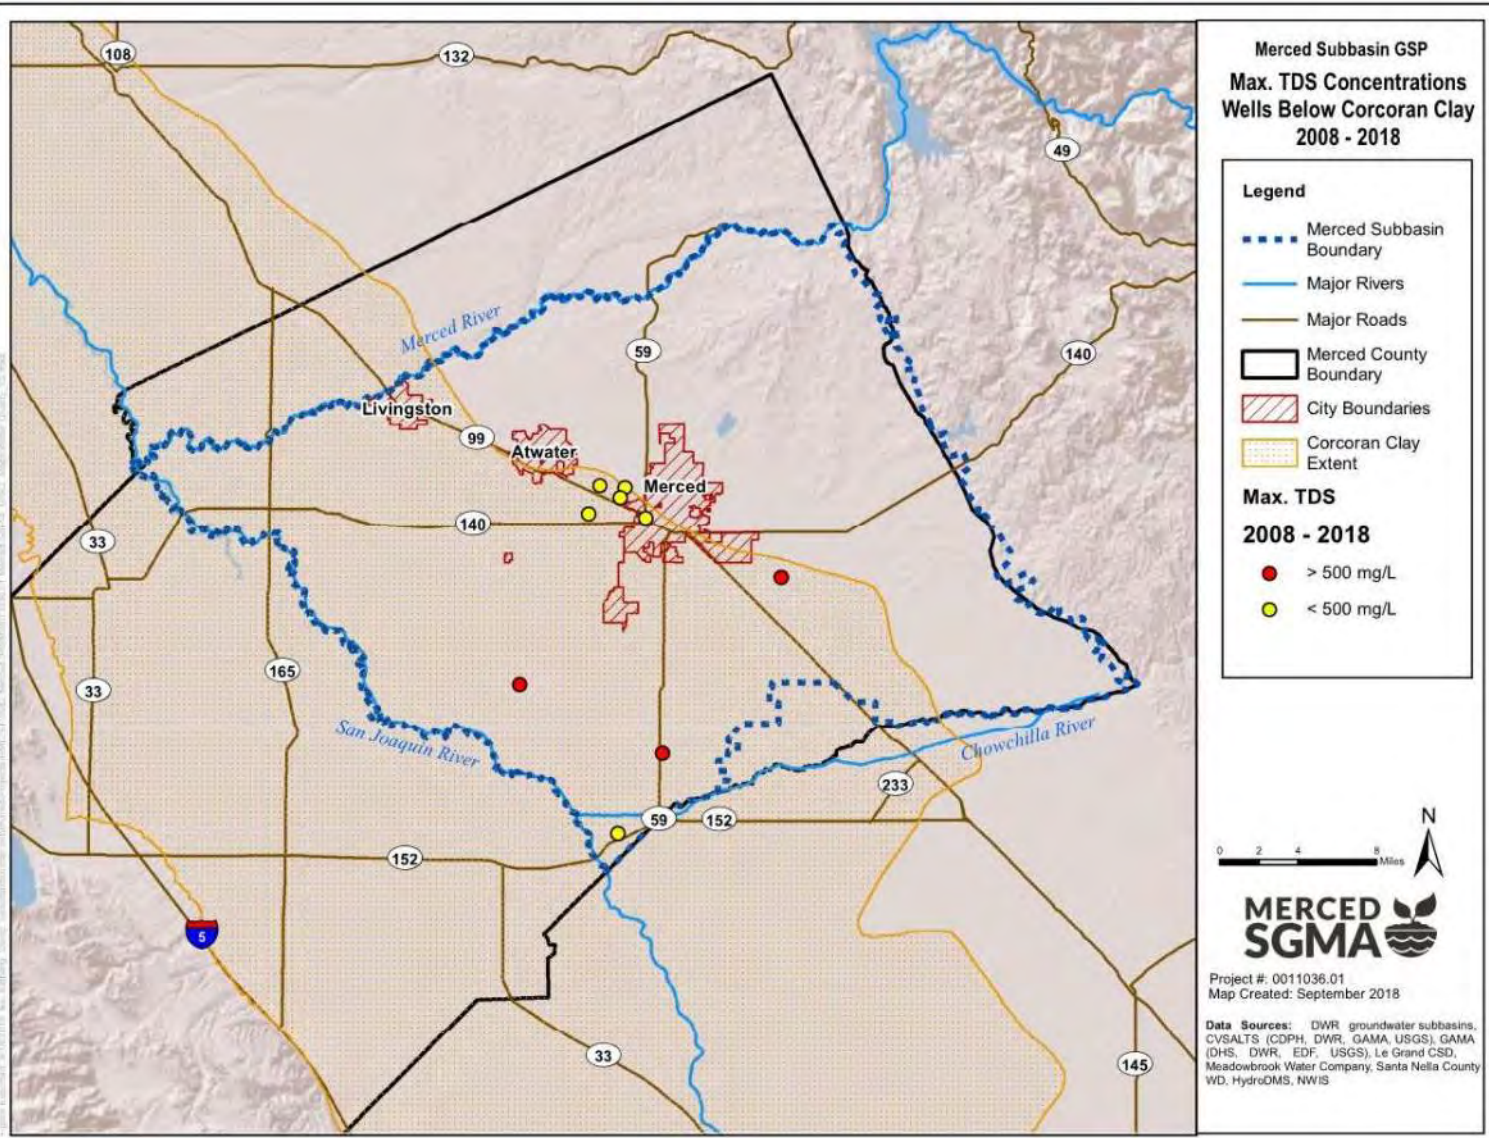 108
132
49
Merced River
59
140
Livingston
99
Atwater
Merced
140
33
33
165
San Joaquin River
Chowchilla River
233
59
152
152
5
33
145
Merced Subbasin GSP
Max. TDS Concentrations
Wells Below Corcoran Clay
2008 - 2018
Legend
Merced Subbasin
Boundary
Major Rivers
Major Roads
Merced County
Boundary
City Boundaries
Corcoran Clay
Extent
Max. TDS
2008 - 2018
> 500 mg/L
< 500 mg/L
N
0 2 4 8
Miles
MERCED
SGMA
Project #: 0011036.01
Map Created: September 2018
Data Sources: DWR groundwater subbasins,
CVSALTS (CDPH, DWR, GAMA, USGS), GAMA
(DHS, DWR, EDF, USGS), Le Grand CSD,
Meadowbrook Water Company, Santa Nella County
WD, HydroDMS, NWIS